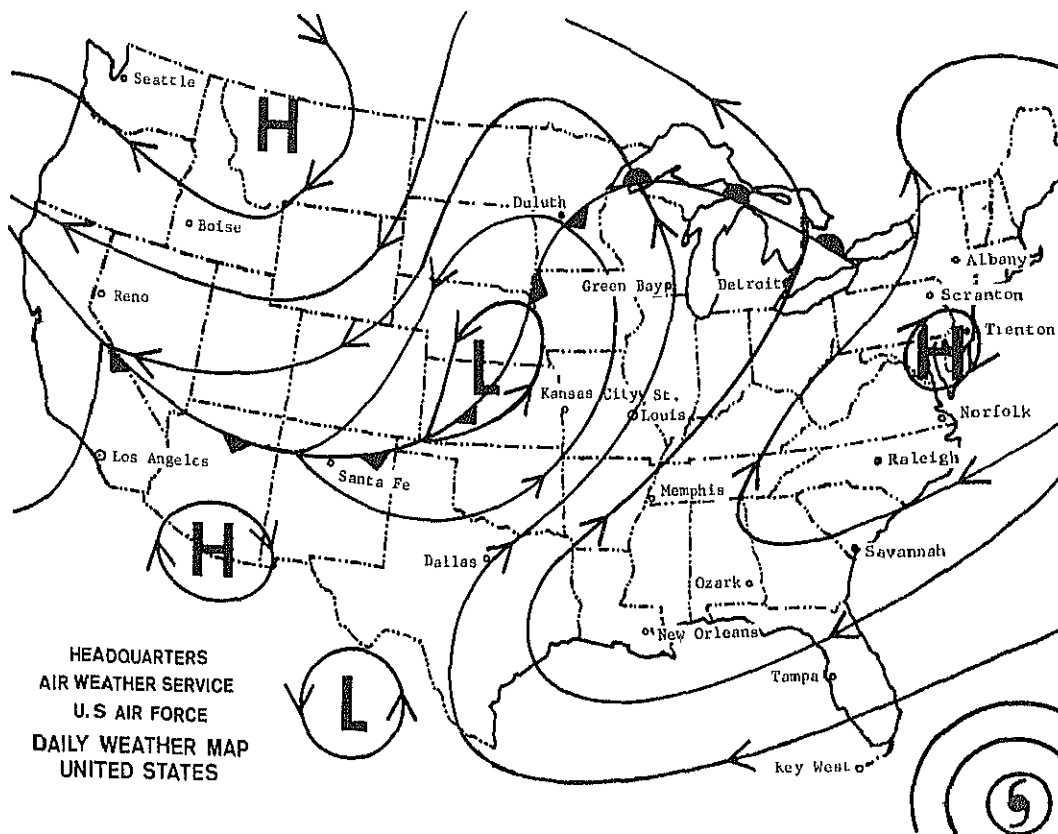 Seattle
H
Boise
Duluth
Reno
Green Bay
Detroit
Albany
Scranton
H
Trenton
L
Kansas City
St.
Louis
Norfolk
Los Angeles
Santa Fe
Raleigh
Memphis
H
Dallas
Savannah
Ozark
New Orleans
HEADQUARTERS
AIR WEATHER SERVICE
U.S AIR FORCE
DAILY WEATHER MAP
UNITED STATES
L
Tampa
Key West